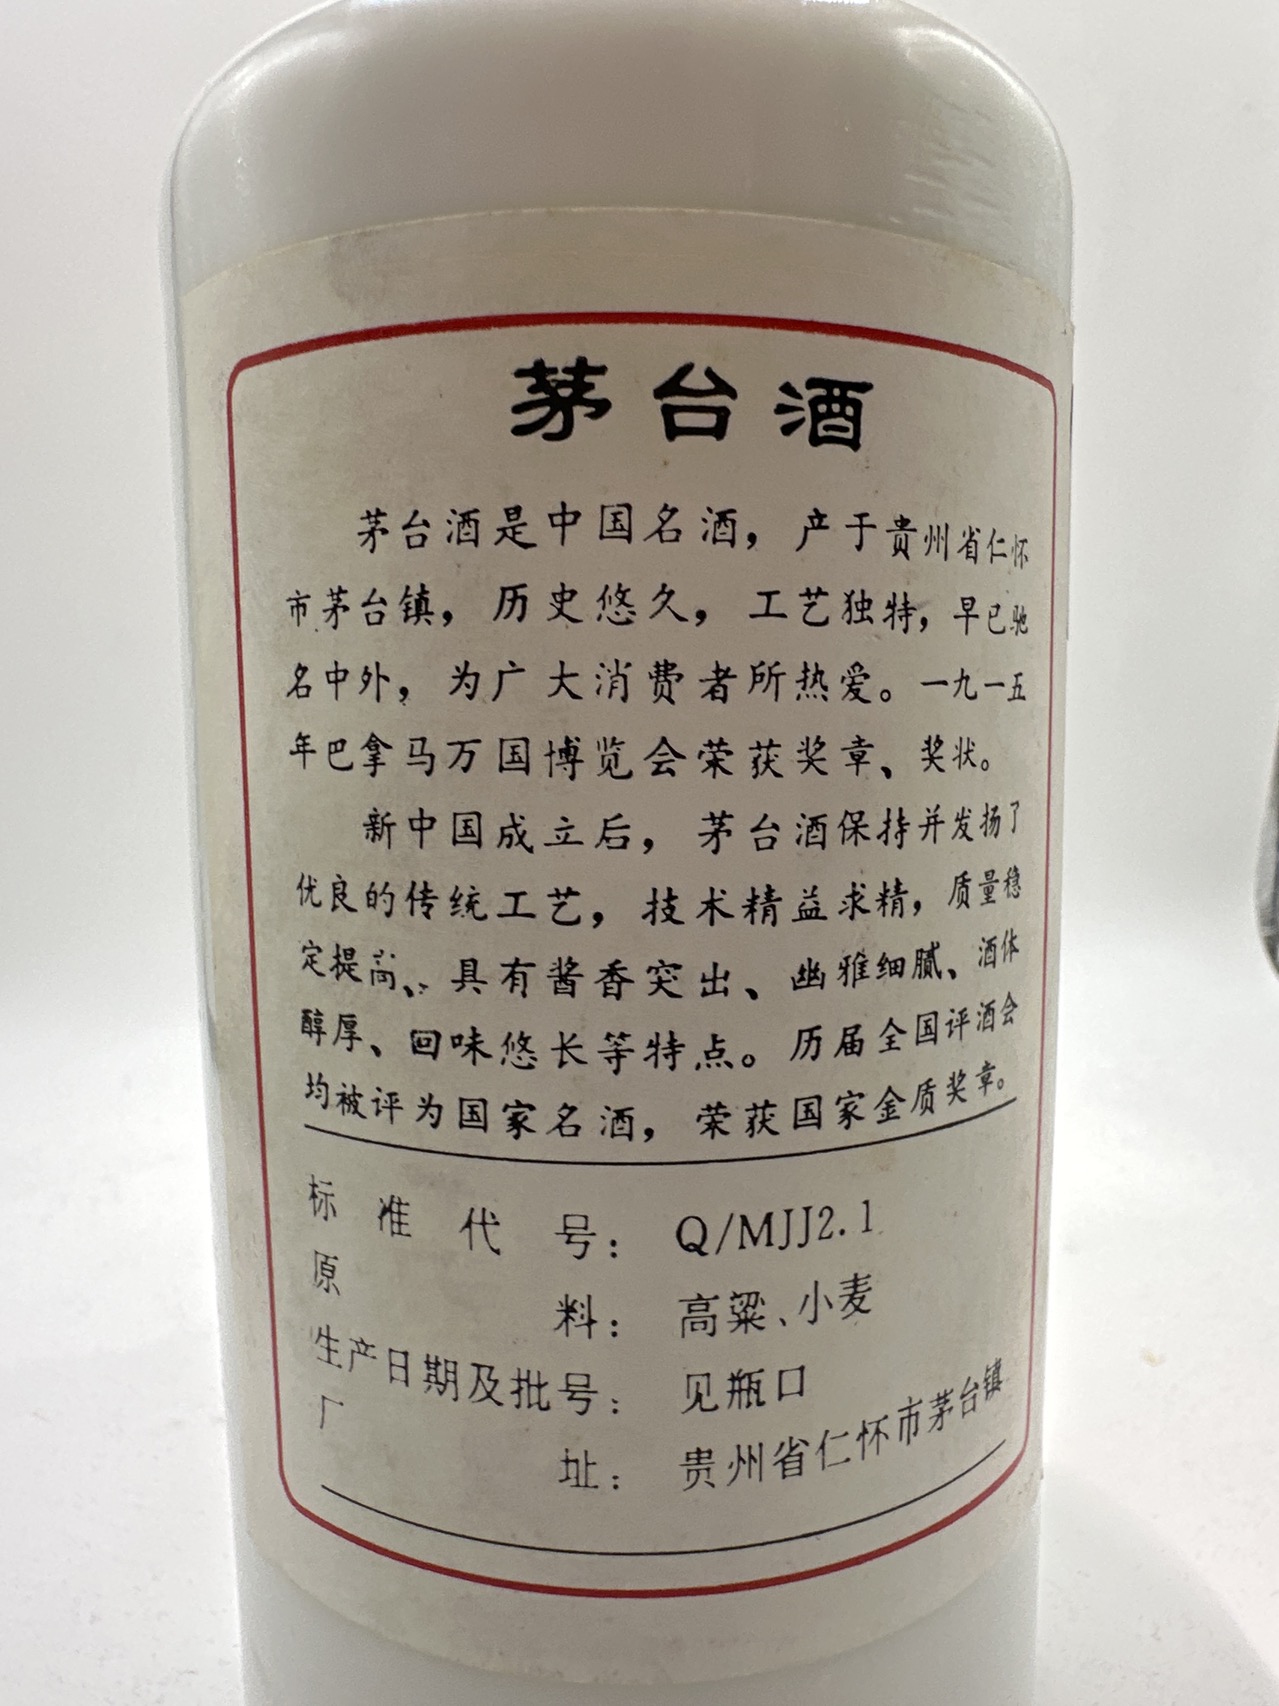 茅台酒
茅台酒是中国名酒，产于贵州省仁怀
市茅台镇，历史悠久，工艺独特，早已驰
名中外，为广大消费者所热爱。一九一五
年巴拿马万国博览会荣获奖章、奖状。
新中国成立后，茅台酒保持并发扬了
优良的传统工艺，技术精益求精，质量稳
定提高、具有酱香突出、幽雅细腻、酒体
醇厚、回味悠长等特点。历届全国评酒会
均被评为国家名酒，荣获国家金质奖章。
标准代号：Q/MJJ2.1
原料：高粱、小麦
生产日期及批号：见瓶口
厂址：贵州省仁怀市茅台镇